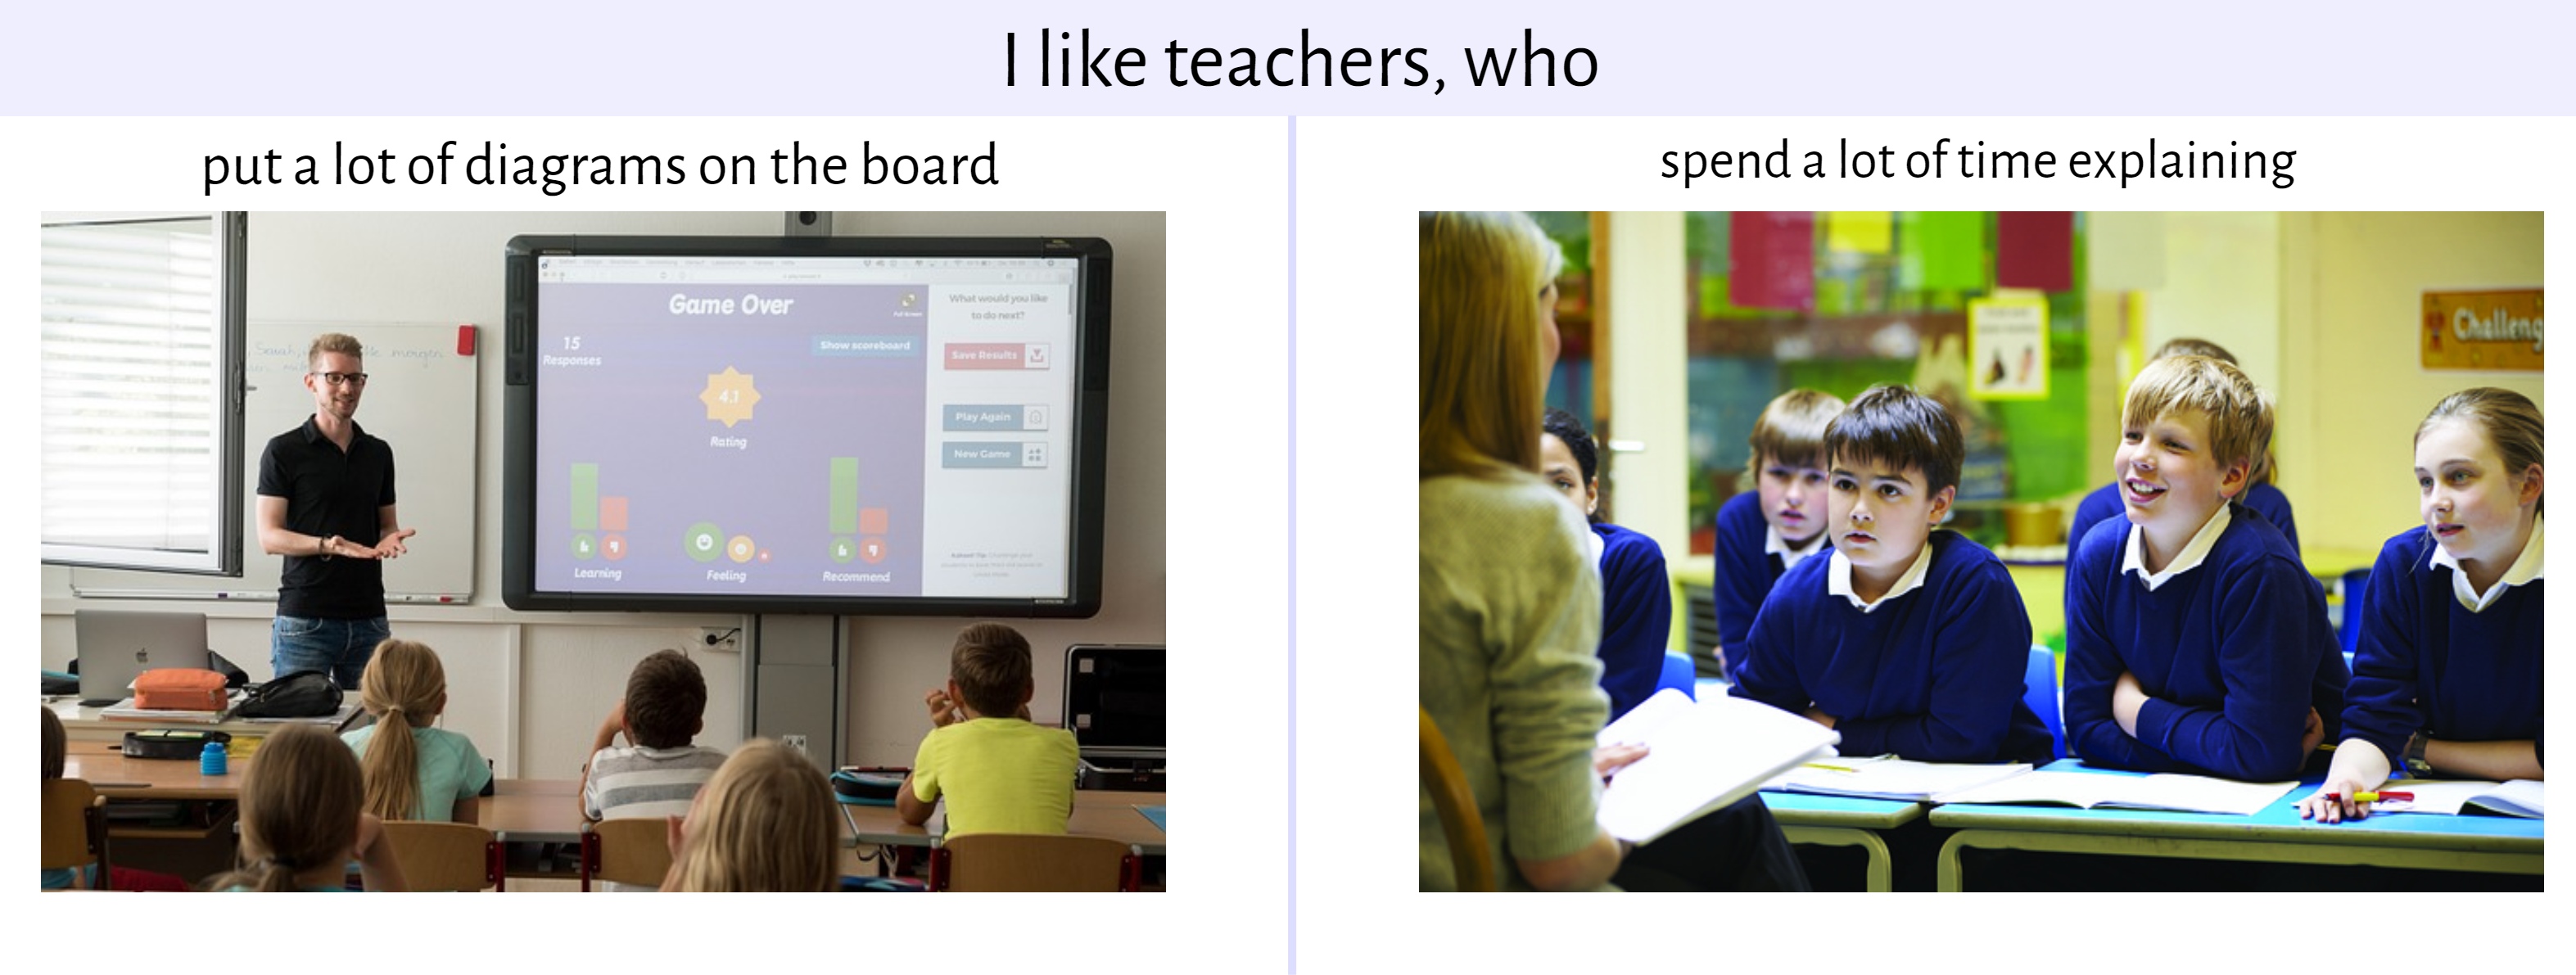 I like teachers, who
put a lot of diagrams on the board
spend a lot of time explaining
Game Over
15
Responses
Show scoreboard
4.1
Rating
Learning
Feeling
Recommend
What would you like
to do next?
Save Results
Play Again
New Game
morgen
Challeng